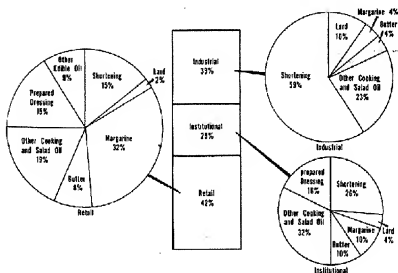 Other
Edible Oil
9%
Shortening
15%
Lard
2%
Prepared
Dressing
15%
Margarine
32%
Other Cooking
and Salad Oil
19%
Butter
8%
Retail
Industrial
33%
Institutional
25%
Retail
42%
Margarine 4%
Lard
10%
Butter
4%
Shortening
59%
Other Cooking
and Salad Oil
23%
Industrial
Prepared
Dressing
18%
Shortening
26%
Other Cooking
and Salad Oil
32%
Lard
4%
Margarine
10%
Butter
10%
Institutional